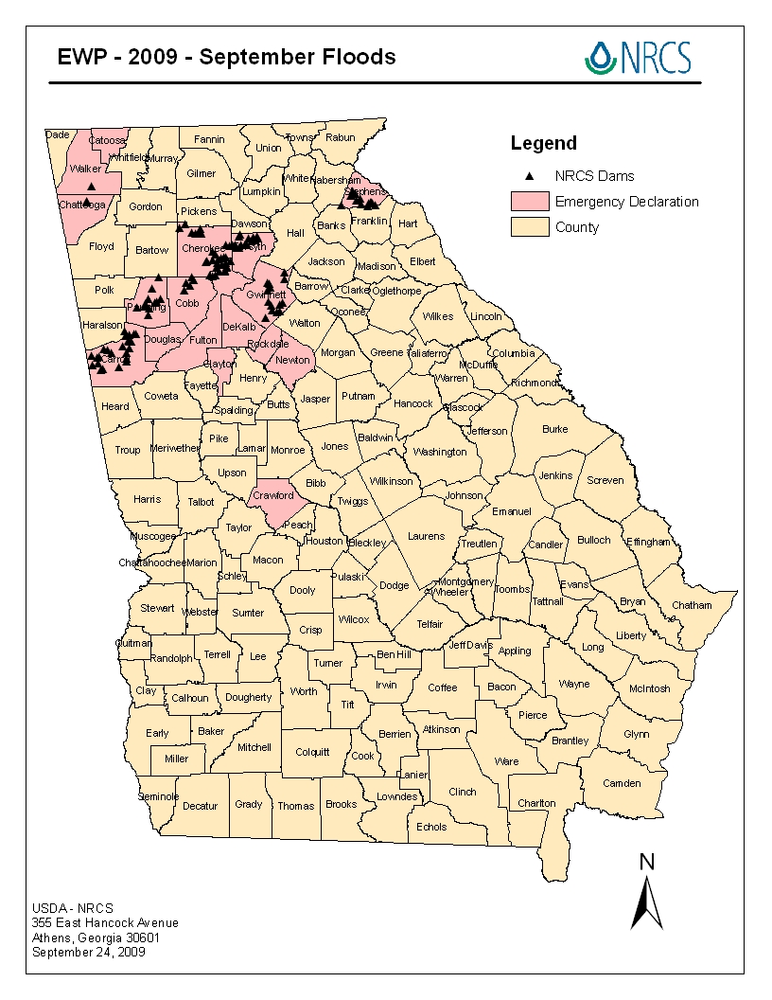 EWP - 2009 - September Floods
NRCS
Legend
NRCS Dams
Emergency Declaration
County
Dade
Catoosa
Fannin
Union
Towns
Rabun
Walker
Whitfield
Murray
Gilmer
White
Habersham
Lumpkin
Stephens
Chattooga
Gordon
Pickens
Dawson
Hall
Banks
Franklin
Hart
Floyd
Bartow
Cherokee
Jackson
Madison
Elbert
Polk
Paulding
Cobb
Gwinnett
Barrow
Clarke
Oglethorpe
Oconee
Wilkes
Lincoln
Haralson
Douglas
Fulton
DeKalb
Walton
Rockdale
Newton
Morgan
Greene
Taliaferro
McDuffie
Columbia
Clayton
Fayette
Henry
Warren
Richmond
Heard
Coweta
Spalding
Butts
Jasper
Putnam
Hancock
Glascock
Jefferson
Burke
Troup
Meriwether
Pike
Lamar
Monroe
Jones
Baldwin
Washington
Upson
Bibb
Wilkinson
Jenkins
Screven
Harris
Talbot
Crawford
Twiggs
Johnson
Emanuel
Muscogee
Taylor
Peach
Houston
Bleckley
Laurens
Treutlen
Candler
Bulloch
Effingham
Chattahoochee
Marion
Macon
Schley
Dooly
Pulaski
Dodge
Montgomery
Wheeler
Toombs
Evans
Tattnall
Bryan
Chatham
Stewart
Webster
Sumter
Crisp
Wilcox
Telfair
Liberty
Long
Quitman
Randolph
Terrell
Lee
Turner
Ben Hill
Jeff Davis
Appling
Clay
Calhoun
Dougherty
Worth
Irwin
Coffee
Bacon
Wayne
McIntosh
Tift
Pierce
Early
Baker
Mitchell
Colquitt
Cook
Berrien
Atkinson
Ware
Brantley
Glynn
Miller
Lanier
Clinch
Camden
Seminole
Decatur
Grady
Thomas
Brooks
Lowndes
Echols
Charlton
N
USDA - NRCS
355 East Hancock Avenue
Athens, Georgia 30601
September 24, 2009